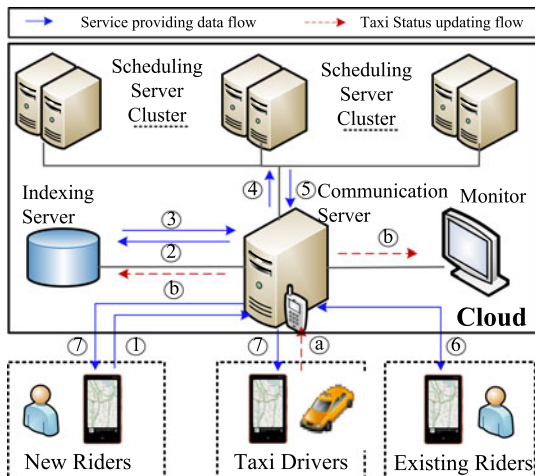 Service providing data flow
Taxi Status updating flow
Scheduling
Server
Cluster
Scheduling
Server
Cluster
④
⑤
Indexing
Server
Communication
Server
Monitor
③
②
ⓑ
ⓑ
Cloud
⑦
①
⑦
ⓐ
⑥
New Riders
Taxi Drivers
Existing Riders